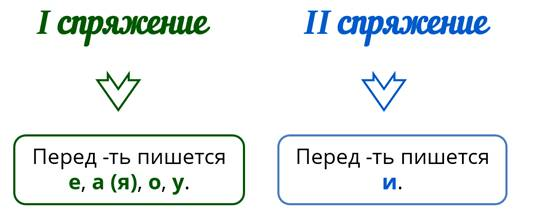 I спряжение
II спряжение
Перед -ть пишется
е, а (я), о, у.
Перед -ть пишется
и.